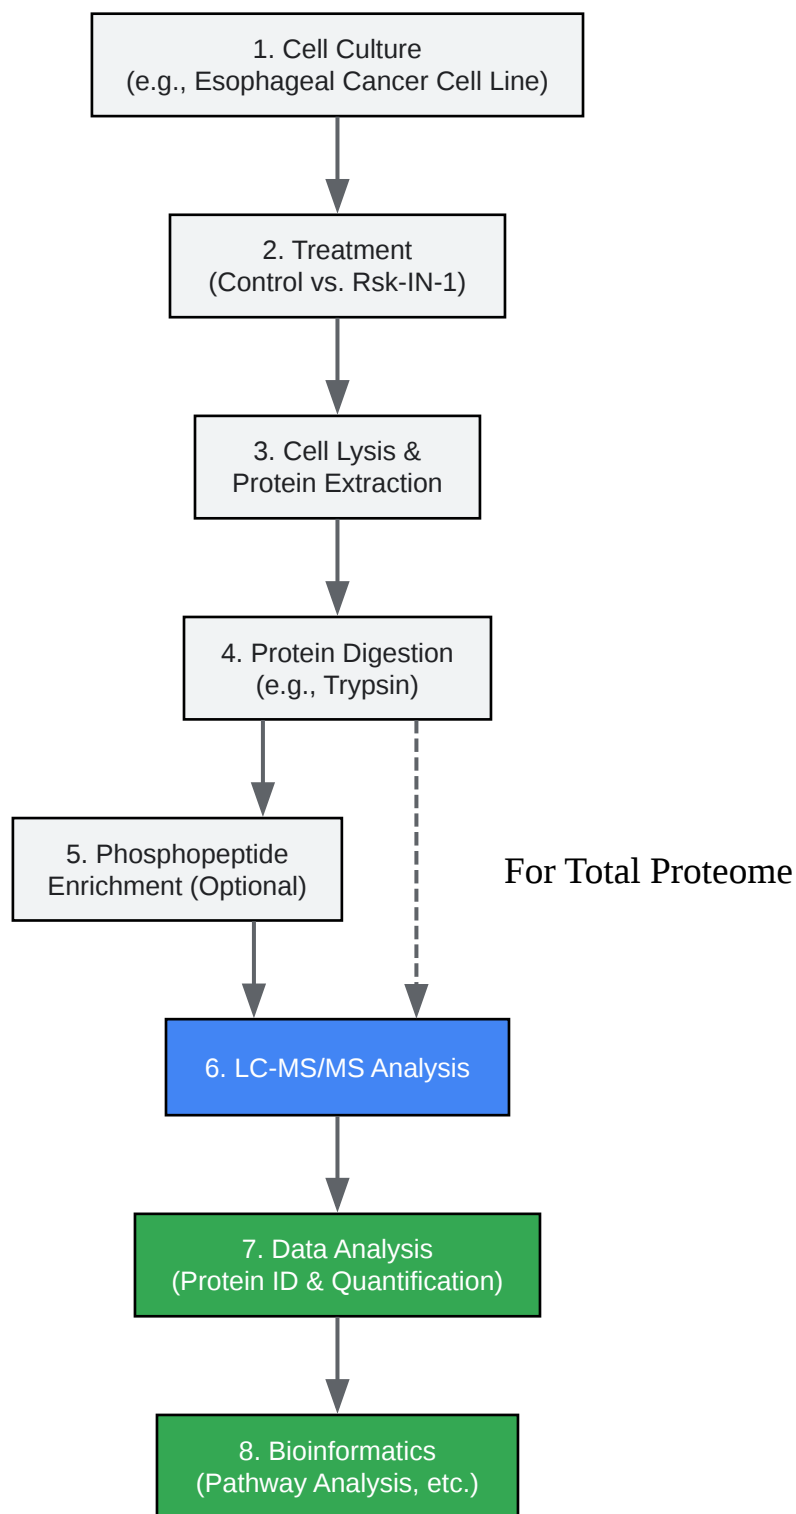 1. Cell Culture
(e.g., Esophageal Cancer Cell Line)
2. Treatment
(Control vs. Rsk-IN-1)
3. Cell Lysis &
Protein Extraction
4. Protein Digestion
(e.g., Trypsin)
5. Phosphopeptide
Enrichment (Optional)
For Total Proteome
6. LC-MS/MS Analysis
7. Data Analysis
(Protein ID & Quantification)
8. Bioinformatics
(Pathway Analysis, etc.)